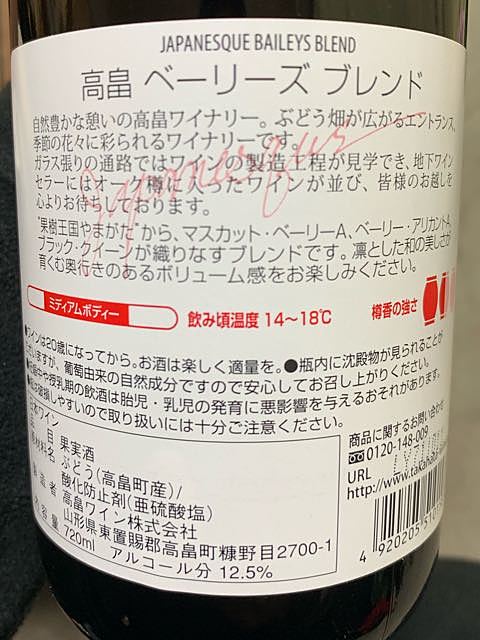 JAPANESQUE BAILEYS BLEND
高畠 ベーリーズ ブレンド
自然豊かな憩いの高畠ワイナリー。ぶどう畑が広がるエントランス、
季節の花々に彩られるワイナリーです。
ガラス張りの通路ではワインの製造工程が見学でき、地下ワイン
セラーにはオーク樽に入ったワインが並び、皆様のお越しを
心よりお待ちしております。
Japanesque
"果樹王国やまがた"から、マスカット・ベーリーA、ベーリー・アリカントA、
ブラック・クイーンが織りなすブレンドです。凛とした和の美しさが
育くむ奥行きのあるボリューム感をお楽しみください。
ミディアムボディー 飲み頃温度 14〜18℃ 樽香の強さ
●ワインは20歳になってから。お酒は楽しく適量を。●瓶内に沈殿物が見られることが
ますが、葡萄由来の自然成分ですので安心してお召し上がりください。
や授乳期の飲酒は胎児・乳児の発育に悪影響を与えるおそれがあります。
破損しやすいので取り扱いには十分ご注意ください。
日本ワイン
品目 果実酒
原材料名 ぶどう(高畠町産)/
酸化防止剤(亜硫酸塩)
製造者 高畠ワイン株式会社
山形県東置賜郡高畠町糠野目2700-1
内容量 720ml アルコール分 12.5%
商品に関するお問い合わせ
0120-148-009
URL
http://www.takahata
4 920205